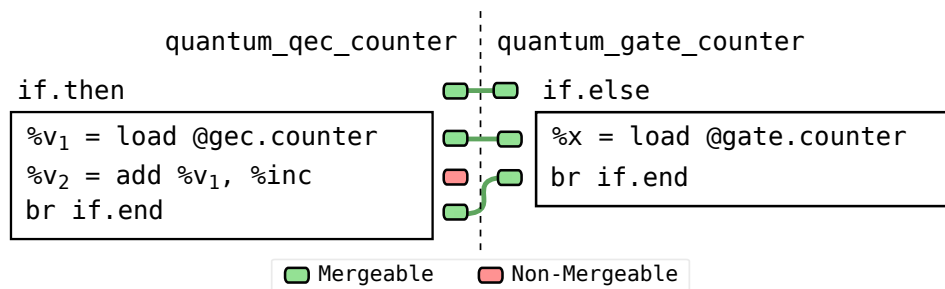 quantum_qec_counter quantum_gate_counter
if.then
%v₁ = load @gec.counter
%v₂ = add %v₁, %inc
br if.end
if.else
%x = load @gate.counter
br if.end
Mergeable Non-Mergeable